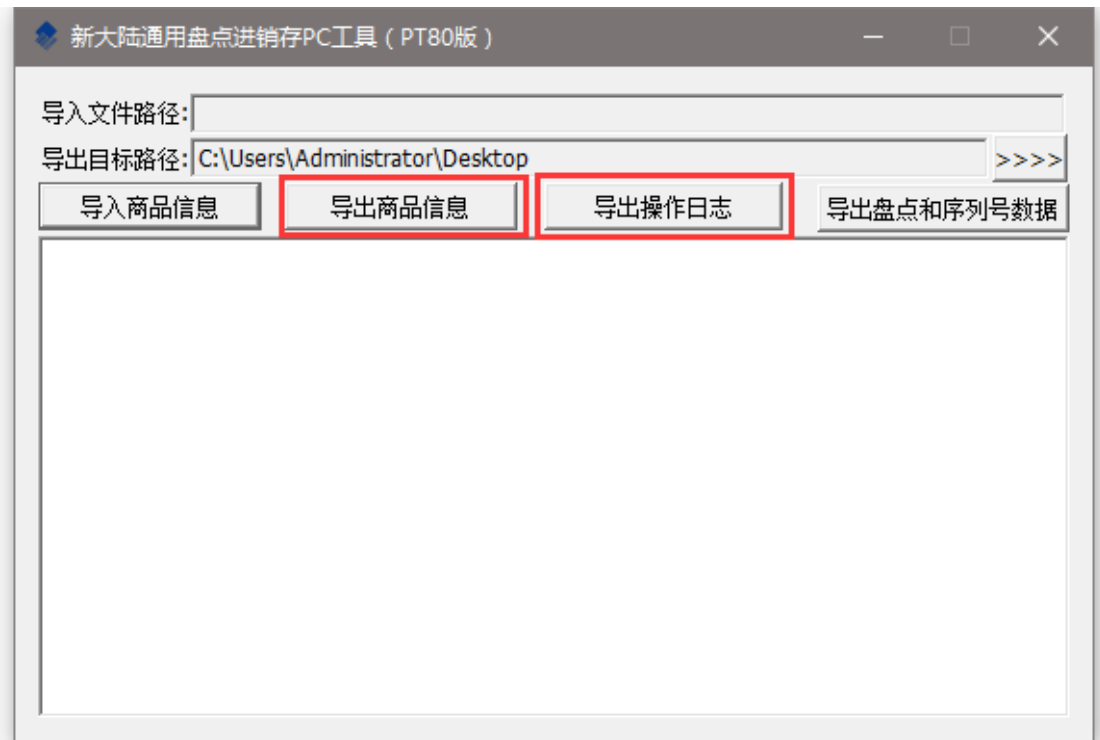 新大陆通用盘点进销存PC工具（PT80版）
导入文件路径:
导出目标路径: C:\Users\Administrator\Desktop >>>>
导入商品信息 导出商品信息 导出操作日志 导出盘点和序列号数据